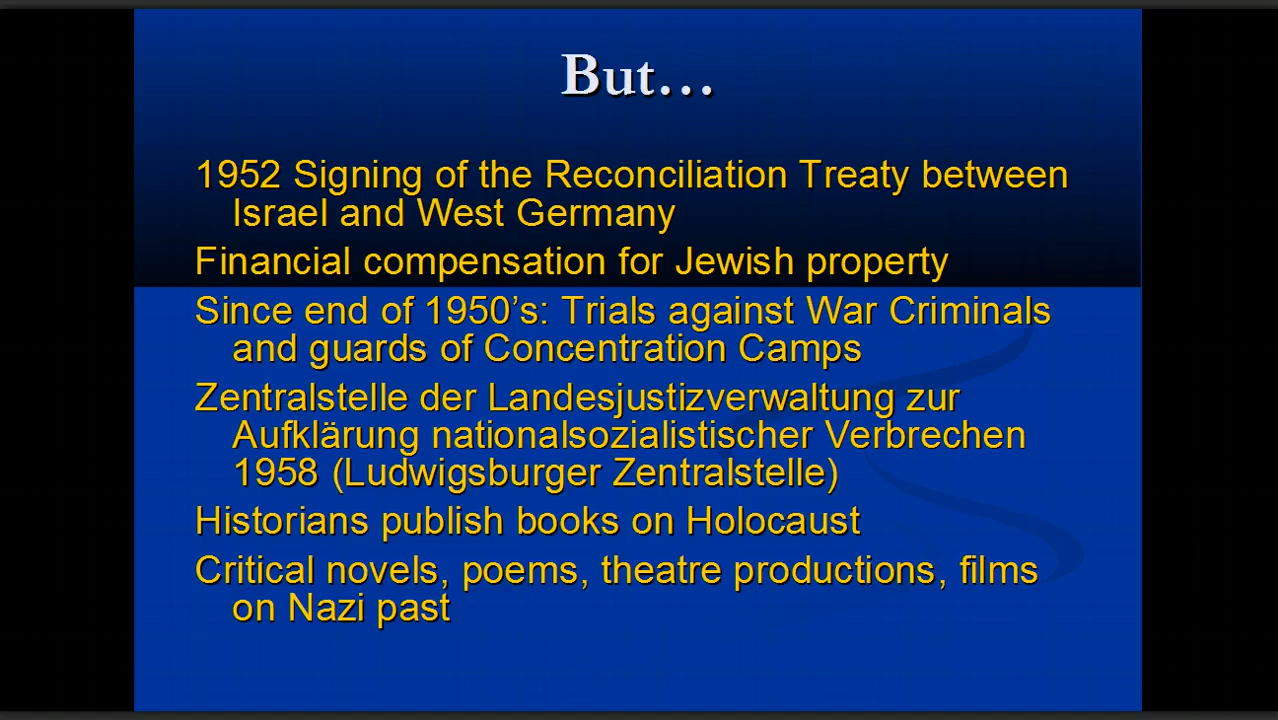 But…
1952 Signing of the Reconciliation Treaty between
Israel and West Germany
Financial compensation for Jewish property
Since end of 1950’s: Trials against War Criminals
and guards of Concentration Camps
Zentralstelle der Landesjustizverwaltung zur
Aufklärung nationalsozialistischer Verbrechen
1958 (Ludwigsburger Zentralstelle)
Historians publish books on Holocaust
Critical novels, poems, theatre productions, films
on Nazi past